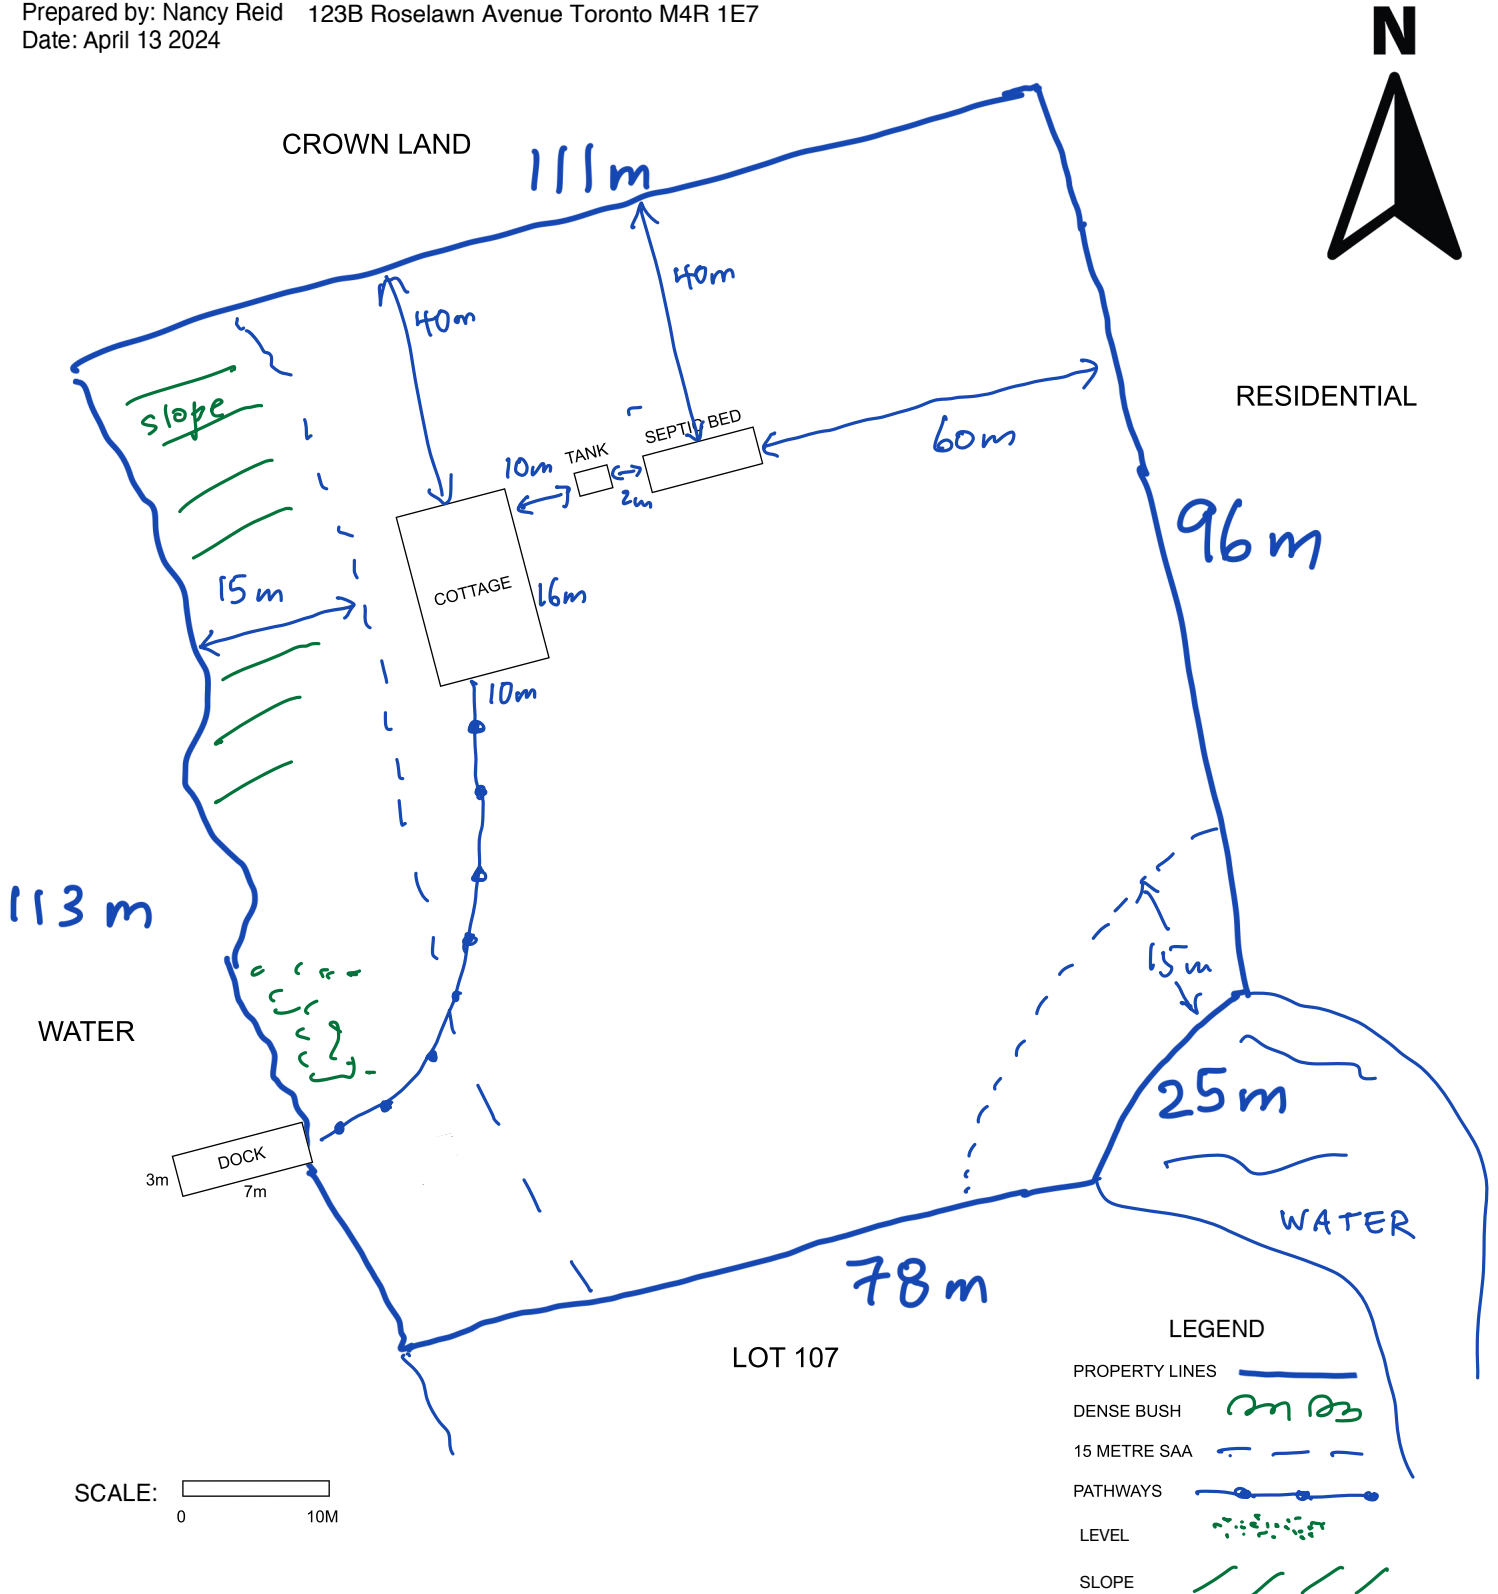 Prepared by: Nancy Reid 123B Roselawn Avenue Toronto M4R 1E7
Date: April 13 2024
N
CROWN LAND
111m
40m
40m
slope
RESIDENTIAL
SEPTIC BED
60m
TANK
10m
2m
96m
COTTAGE
16m
15m
10m
113m
15m
WATER
25m
DOCK
3m
7m
WATER
78m
LOT 107
LEGEND
PROPERTY LINES
DENSE BUSH
15 METRE SAA
PATHWAYS
LEVEL
SLOPE
SCALE:
0 10M